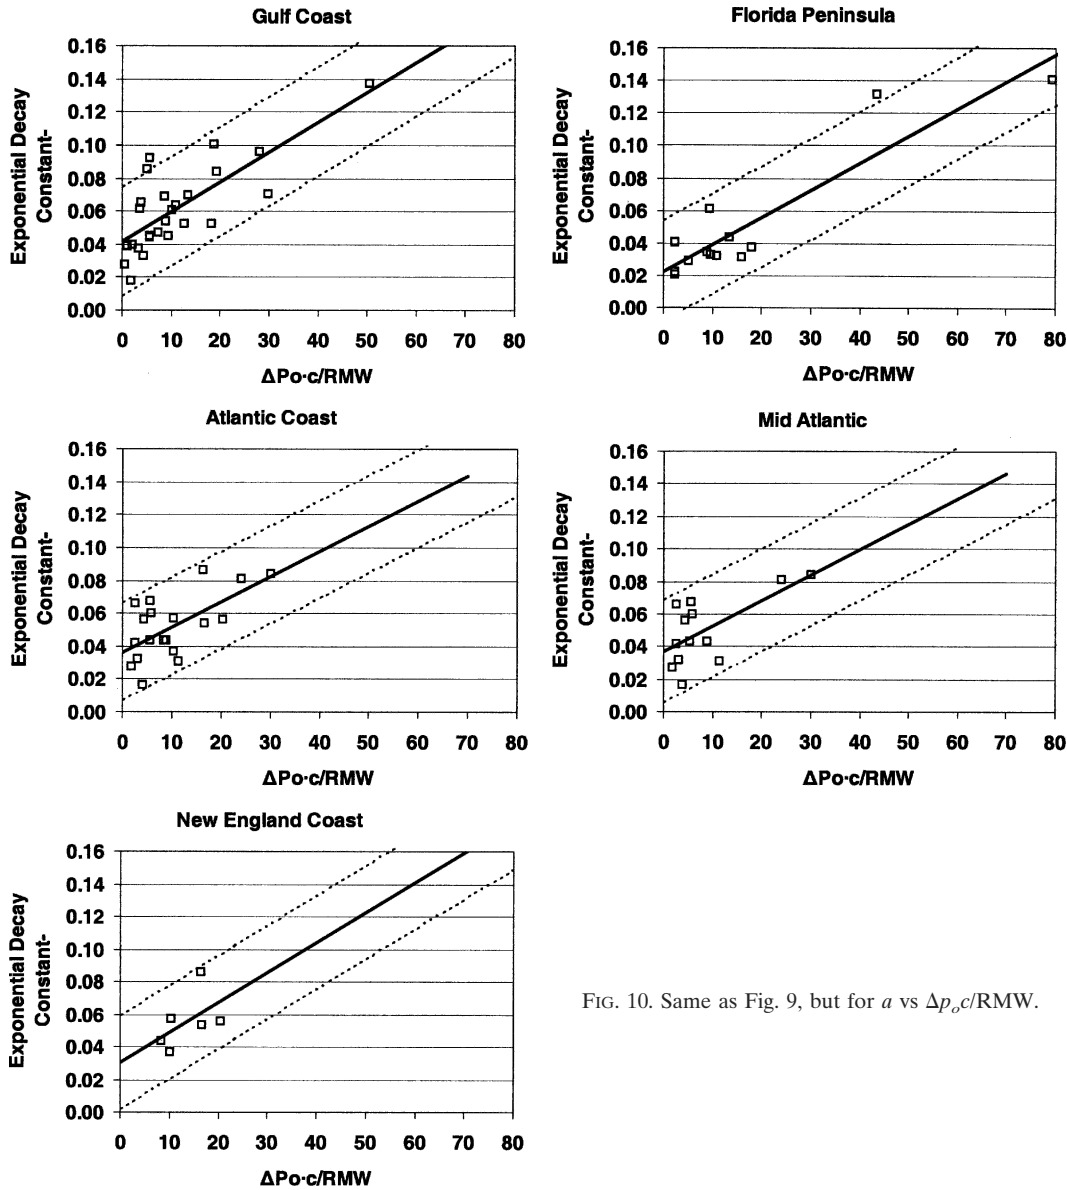 Gulf Coast
Exponential Decay
Constant-
0.16
0.14
0.12
0.10
0.08
0.06
0.04
0.02
0.00
0 10 20 30 40 50 60 70 80
ΔPo·c/RMW
Florida Peninsula
Exponential Decay
Constant-
0.16
0.14
0.12
0.10
0.08
0.06
0.04
0.02
0.00
0 10 20 30 40 50 60 70 80
ΔPo·c/RMW
Atlantic Coast
Exponential Decay
Constant-
0.16
0.14
0.12
0.10
0.08
0.06
0.04
0.02
0.00
0 10 20 30 40 50 60 70 80
ΔPo·c/RMW
Mid Atlantic
Exponential Decay
Constant-
0.16
0.14
0.12
0.10
0.08
0.06
0.04
0.02
0.00
0 10 20 30 40 50 60 70 80
ΔPo·c/RMW
New England Coast
Exponential Decay
Constant-
0.16
0.14
0.12
0.10
0.08
0.06
0.04
0.02
0.00
0 10 20 30 40 50 60 70 80
ΔPo·c/RMW
FIG. 10. Same as Fig. 9, but for a vs Δpₒc/RMW.